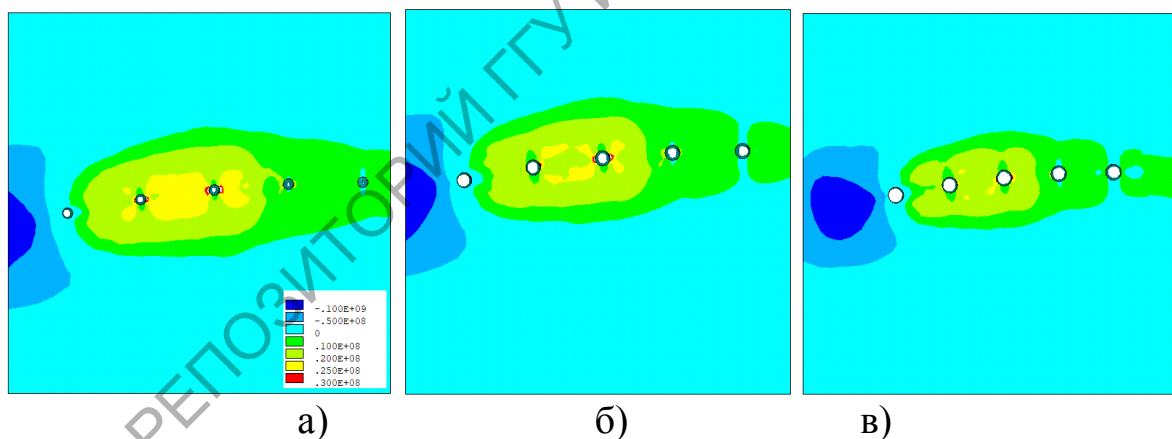 РЕПОЗИТОРИЙ ГГУ И
-.100E+09
-.500E+08
0
.100E+08
.200E+08
.250E+08
.300E+08
а) б) в)